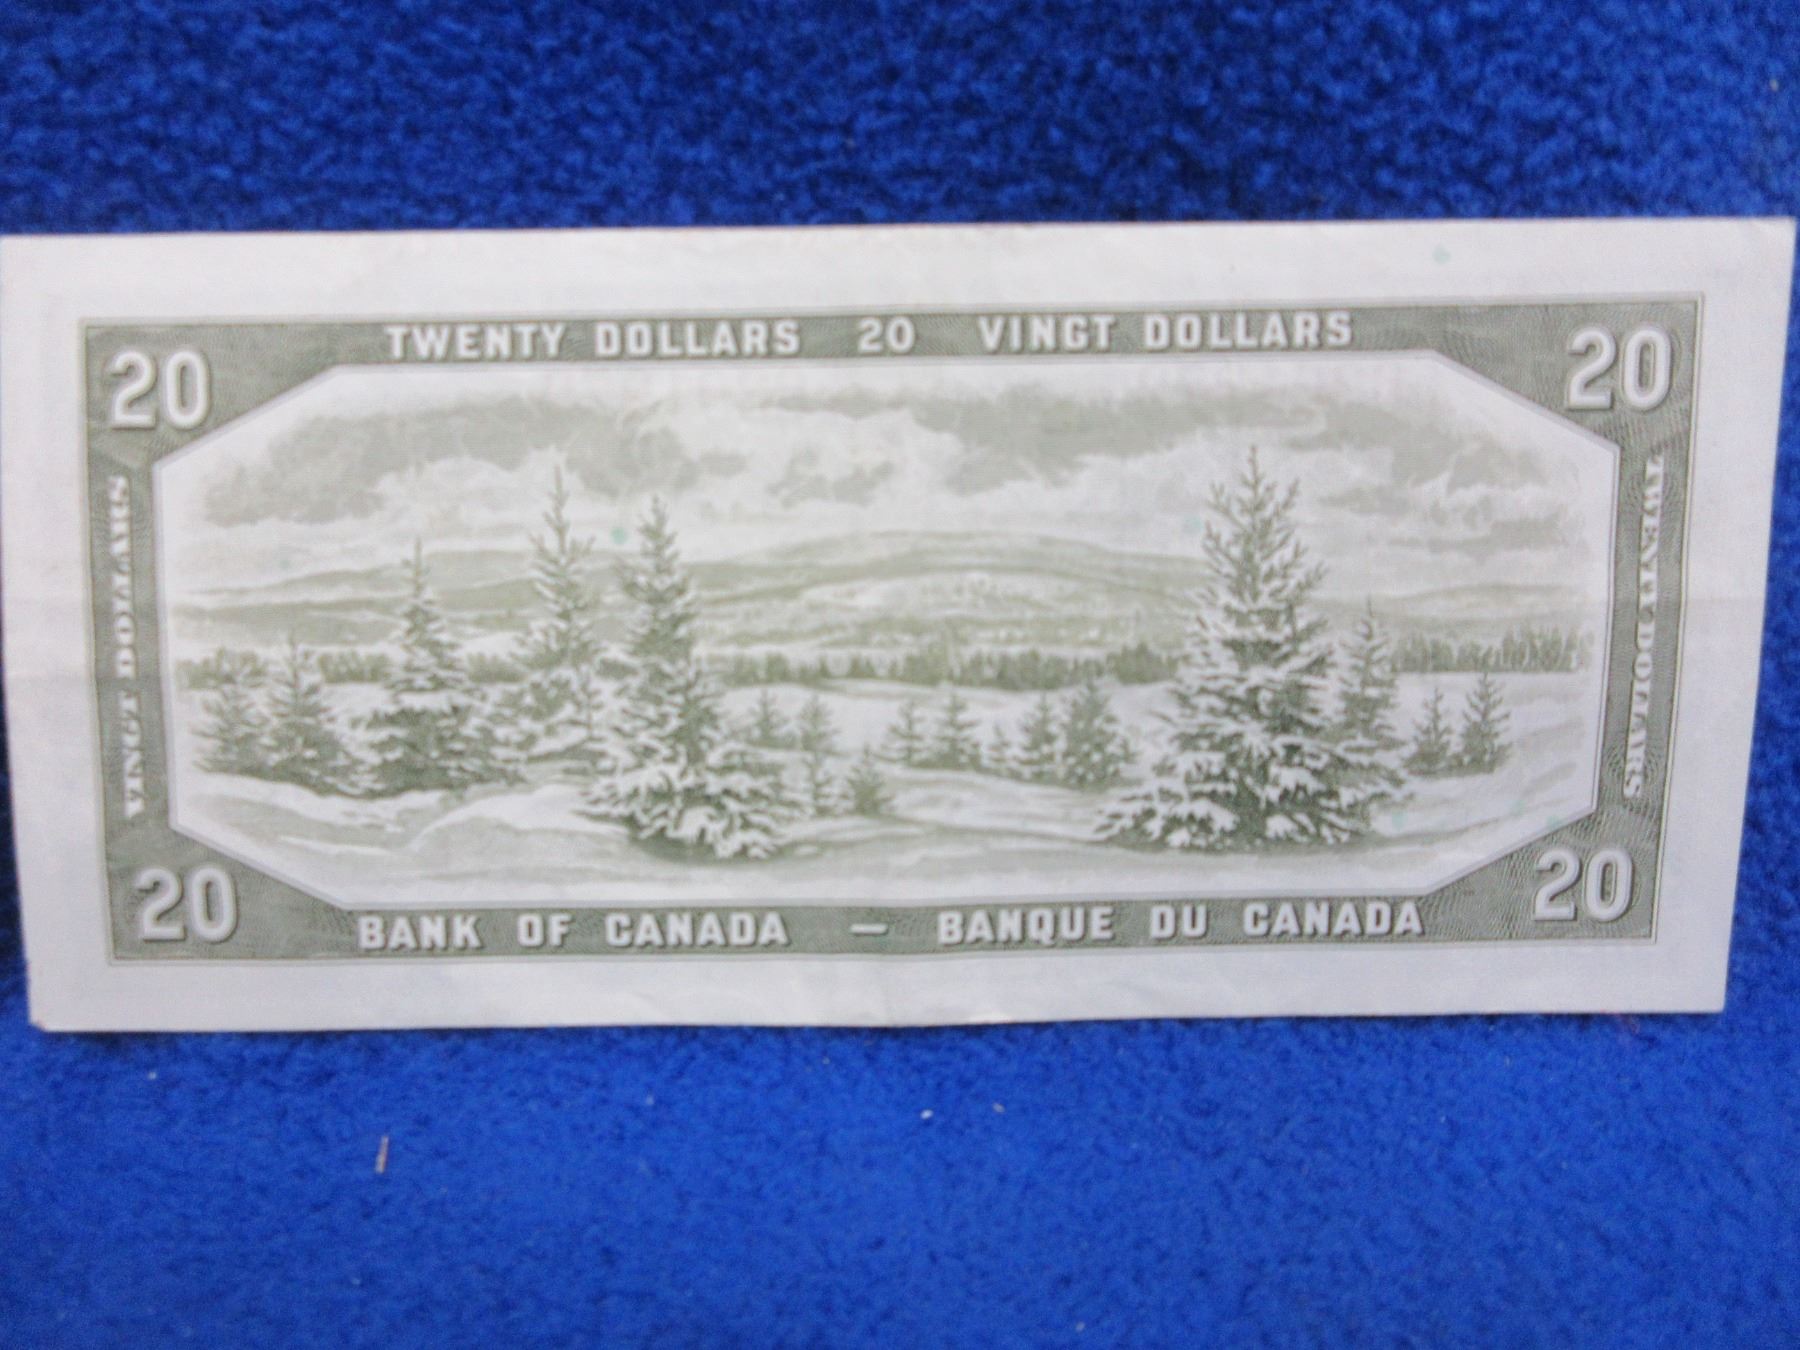 TWENTY DOLLARS 20 VINGT DOLLARS
20
20
VINGT DOLLARS
TWENTY DOLLARS
20
20
BANK OF CANADA — BANQUE DU CANADA